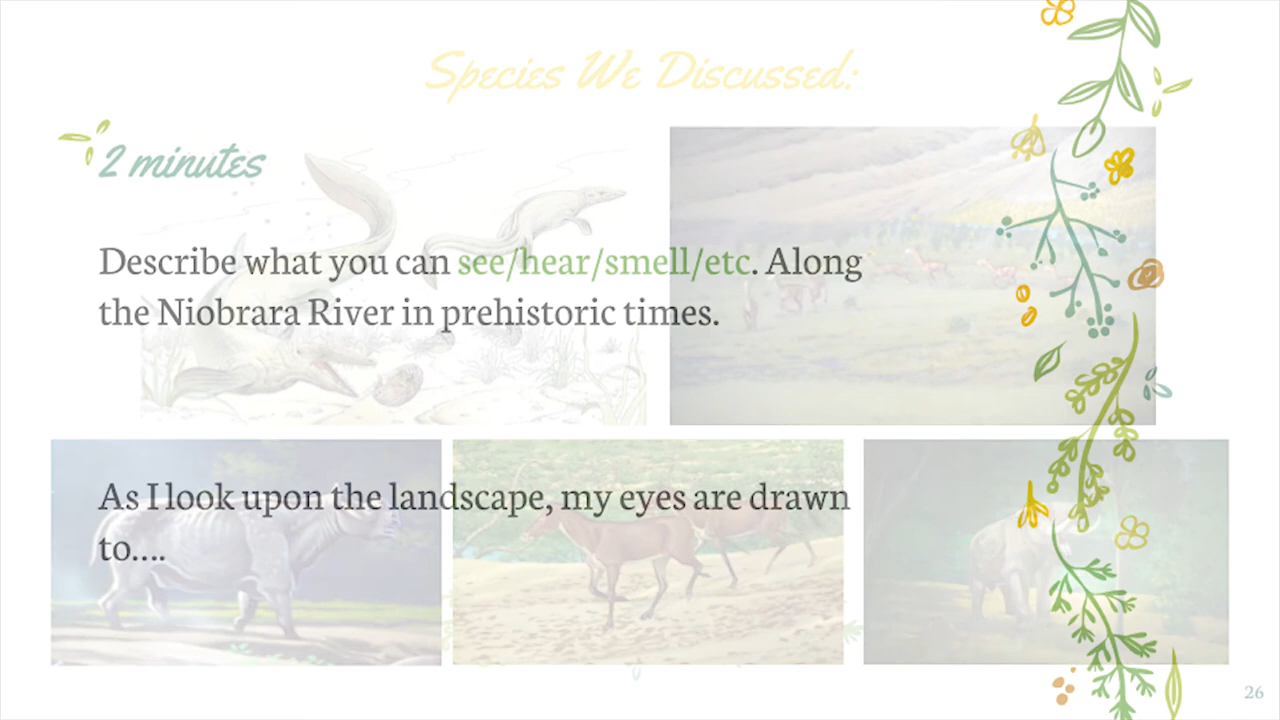 Species We Discussed:
2 minutes
Describe what you can see/hear/smell/etc. Along
the Niobrara River in prehistoric times.
As I look upon the landscape, my eyes are drawn
to....
26